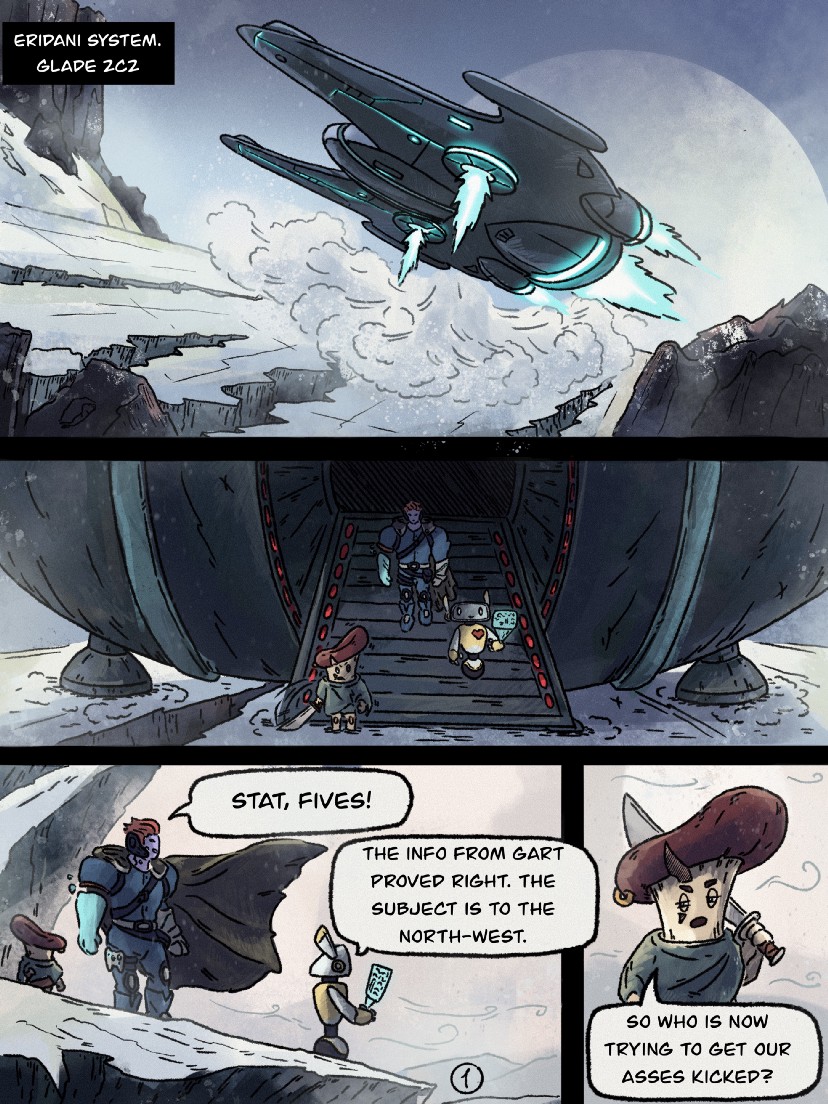 ERIDANI SYSTEM.
GLADE 2C2
STAT, FIVES!
THE INFO FROM GART
PROVED RIGHT. THE
SUBJECT IS TO THE
NORTH-WEST.
SO WHO IS NOW
TRYING TO GET OUR
ASSES KICKED?
1